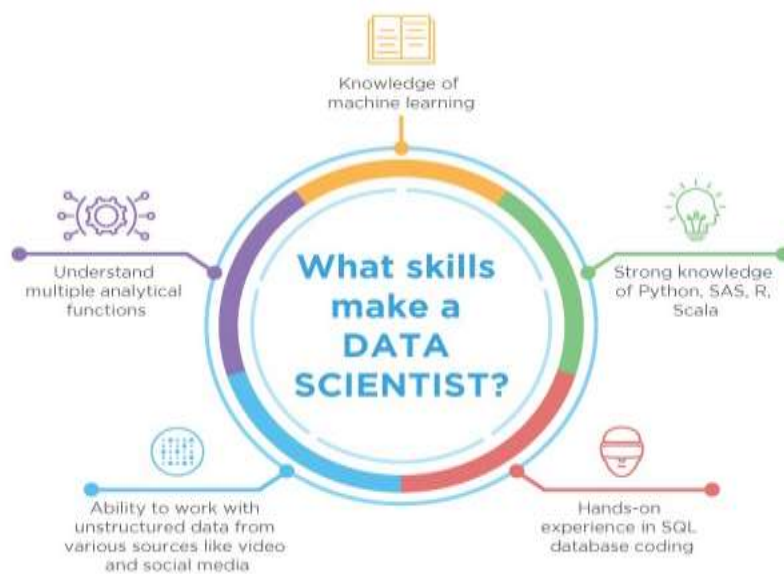 Knowledge of
machine learning
Understand
multiple analytical
functions
What skills
make a
DATA
SCIENTIST?
Strong knowledge
of Python, SAS, R,
Scala
Ability to work with
unstructured data from
various sources like video
and social media
Hands-on
experience in SQL
database coding